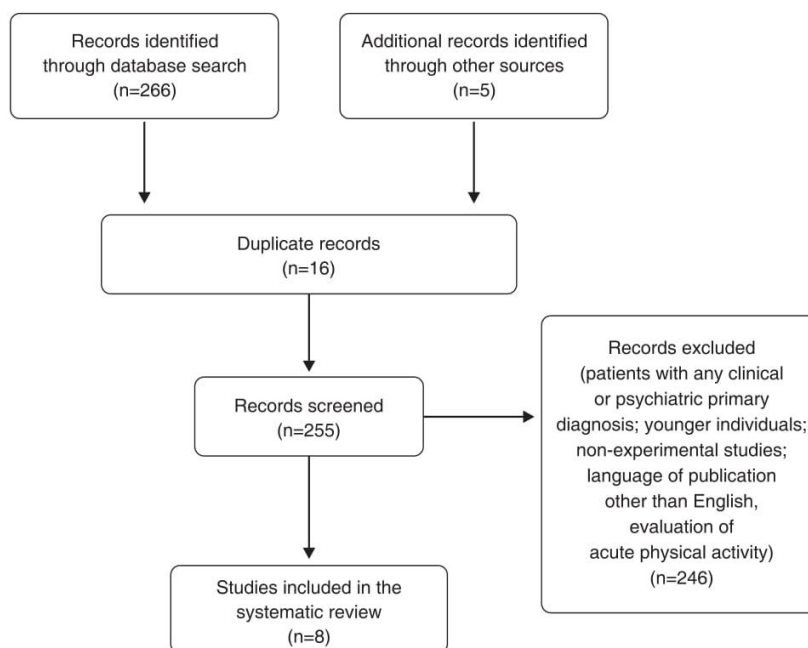 Records identified
through database search
(n=266)
Additional records identified
through other sources
(n=5)
Duplicate records
(n=16)
Records screened
(n=255)
Records excluded
(patients with any clinical
or psychiatric primary
diagnosis; younger individuals;
non-experimental studies;
language of publication
other than English,
evaluation of
acute physical activity)
(n=246)
Studies included in the
systematic review
(n=8)